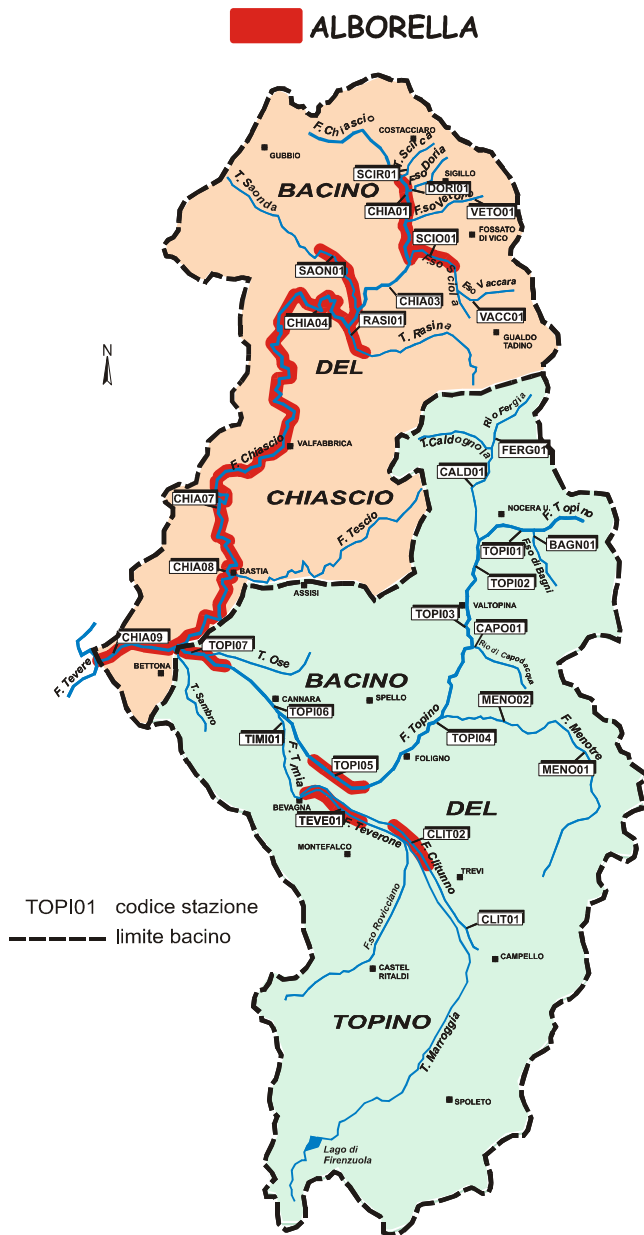 ALBORELLA
F. Chiascio
COSTACCIARO
GUBBIO
T. Scirca
F.so Doria
SCIR01
SIGILLO
T. Saonda
BACINO
DORI01
CHIA01
F.so Vetorno
VETO01
SCIO01
FOSSATO
DI VICO
SAON01
F.so Sciola
F.so Vaccara
CHIA03
CHIA04
RASI01
VACC01
T. Rasina
GUALDO
TADINO
N
DEL
Rio Fergia
T. Caldognola
F. Chiascio
VALFABBRICA
FERG01
CALD01
CHIASCIO
CHIA07
NOCERA U.
F. Topino
F. Tescio
TOPI01
BAGN01
F.so di Bagni
CHIA08
BASTIA
TOPI02
ASSISI
TOPI03
VALTOPINA
CAPO01
CHIA09
TOPI07
Rio di Capodacqua
T. Ose
F. Tevere
BETTONA
BACINO
T. Sambro
CANNARA
SPELLO
MENO02
TOPI06
F. Topino
F. Menotre
TIMI01
TOPI04
F. Timia
TOPI05
FOLIGNO
MENO01
BEVAGNA
DEL
TEVE01
F. Teverone
CLIT02
MONTEFALCO
F. Clitunno
TREVI
TOPI01 codice stazione
CLIT01
limite bacino
F.so Rovicciano
CAMPELLO
CASTEL
RITALDI
TOPINO
T. Marroggia
SPOLETO
Lago di
Firenzuola